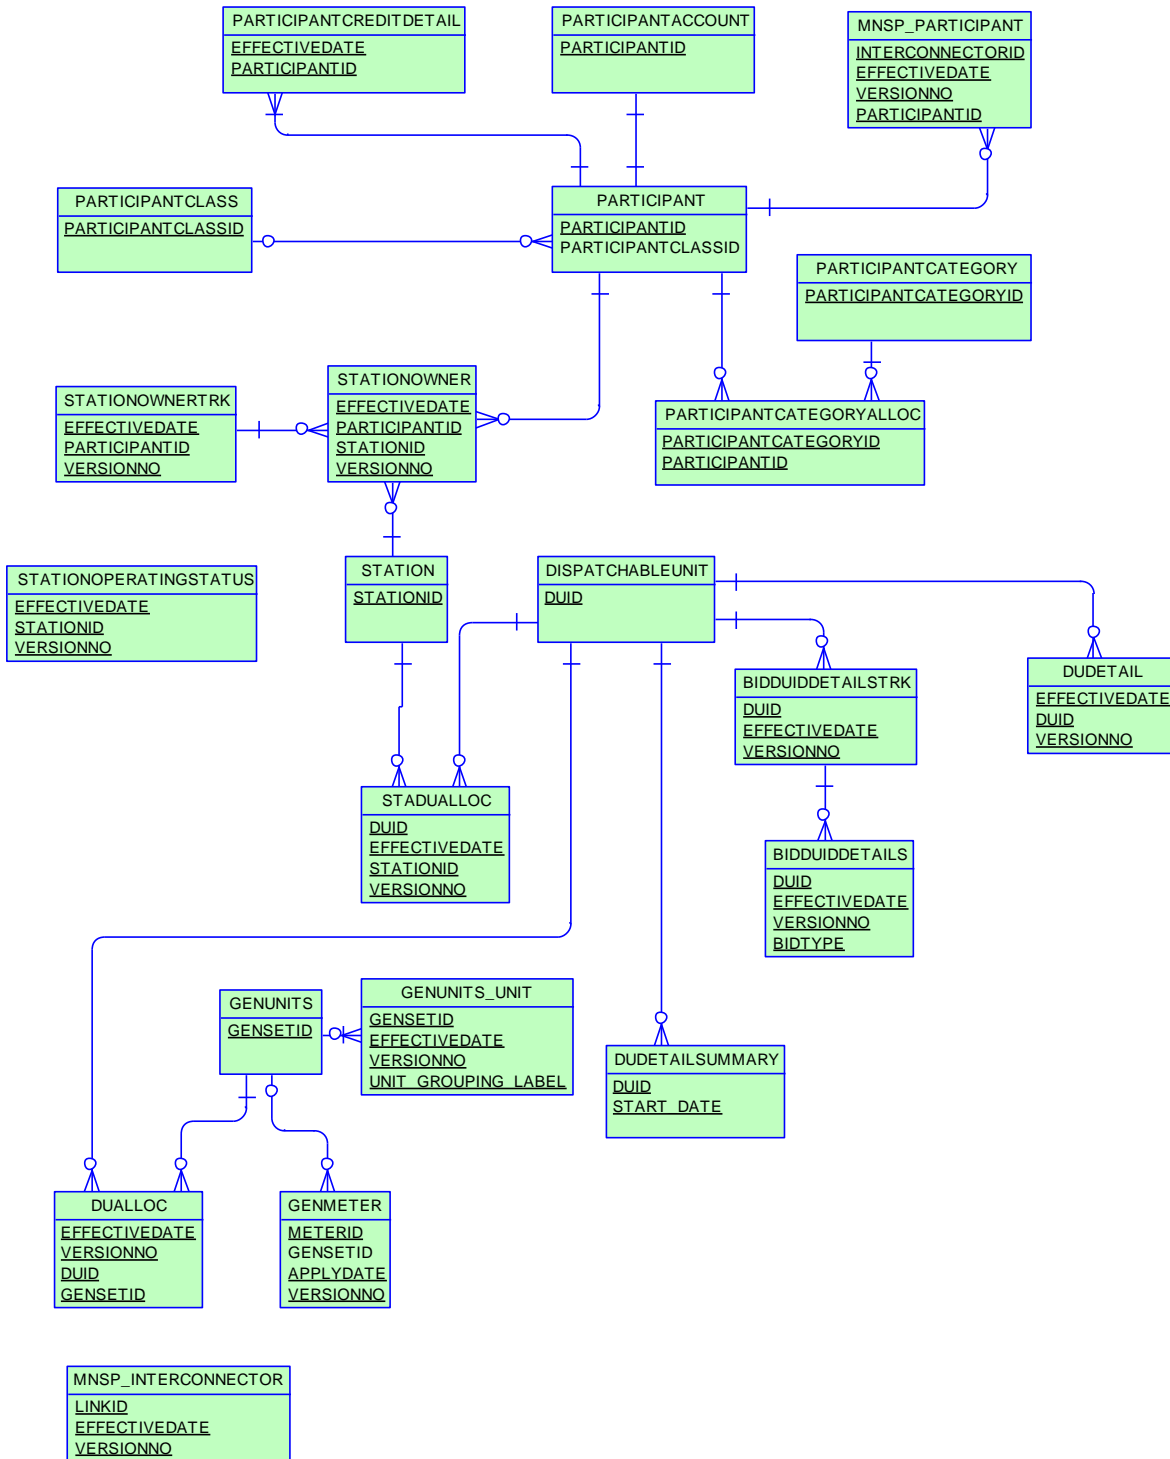 PARTICIPANTCREDITDETAIL
EFFECTIVEDATE
PARTICIPANTID
PARTICIPANTACCOUNT
PARTICIPANTID
MNSP_PARTICIPANT
INTERCONNECTORID
EFFECTIVEDATE
VERSIONNO
PARTICIPANTID
PARTICIPANTCLASS
PARTICIPANTCLASSID
PARTICIPANT
PARTICIPANTID
PARTICIPANTCLASSID
PARTICIPANTCATEGORY
PARTICIPANTCATEGORYID
STATIONOWNERTRK
EFFECTIVEDATE
PARTICIPANTID
VERSIONNO
STATIONOWNER
EFFECTIVEDATE
PARTICIPANTID
STATIONID
VERSIONNO
PARTICIPANTCATEGORYALLOC
PARTICIPANTCATEGORYID
PARTICIPANTID
STATIONOPERATINGSTATUS
EFFECTIVEDATE
STATIONID
VERSIONNO
STATION
STATIONID
DISPATCHABLEUNIT
DUID
BIDDUIDDETAILSTRK
DUID
EFFECTIVEDATE
VERSIONNO
DUDETAIL
EFFECTIVEDATE
DUID
VERSIONNO
STADUALLOC
DUID
EFFECTIVEDATE
STATIONID
VERSIONNO
BIDDUIDDETAILS
DUID
EFFECTIVEDATE
VERSIONNO
BIDTYPE
GENUNITS
GENSETID
GENUNITS_UNIT
GENSETID
EFFECTIVEDATE
VERSIONNO
UNIT_GROUPING_LABEL
DUDETAILSUMMARY
DUID
START_DATE
DUALLOC
EFFECTIVEDATE
VERSIONNO
DUID
GENSETID
GENMETER
METERID
GENSETID
APPLYDATE
VERSIONNO
MNSP_INTERCONNECTOR
LINKID
EFFECTIVEDATE
VERSIONNO